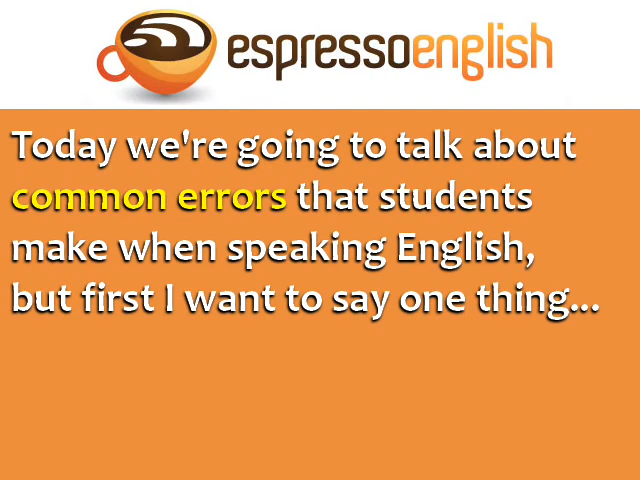 espressoenglish
Today we're going to talk about
common errors that students
make when speaking English,
but first I want to say one thing...